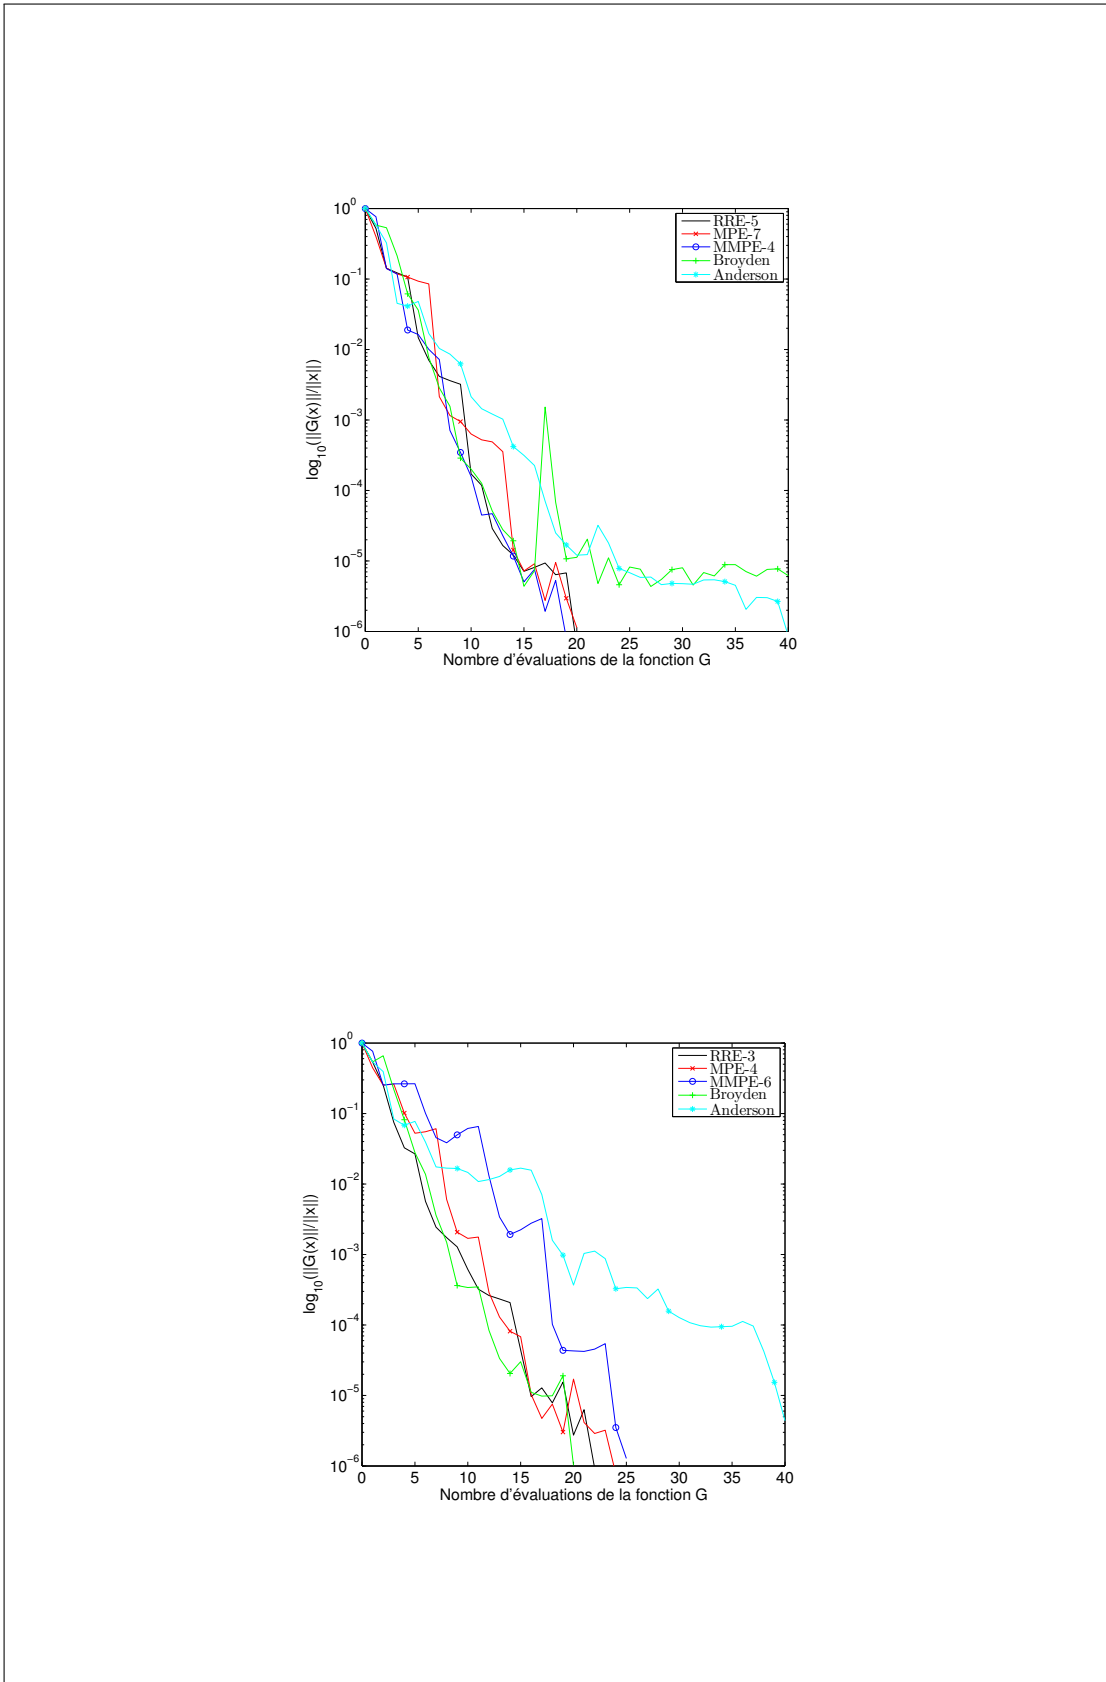 10^0
10^-1
10^-2
10^-3
10^-4
10^-5
10^-6
log_10(||G(x)||/||x||)
RRE-5
MPE-7
MMPE-4
Broyden
Anderson
0 5 10 15 20 25 30 35 40
Nombre d'évaluations de la fonction G
10^0
10^-1
10^-2
10^-3
10^-4
10^-5
10^-6
log_10(||G(x)||/||x||)
RRE-3
MPE-4
MMPE-6
Broyden
Anderson
0 5 10 15 20 25 30 35 40
Nombre d'évaluations de la fonction G